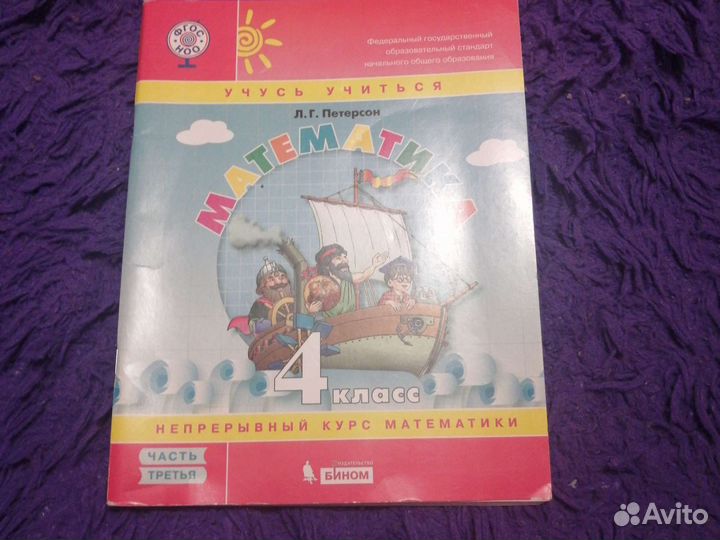 ФГОС
НОО
Федеральный государственный
образовательный стандарт
начального общего образования
УЧУСЬ УЧИТЬСЯ
Л.Г. Петерсон
МАТЕМАТИКА
4 класс
НЕПРЕРЫВНЫЙ КУРС МАТЕМАТИКИ
ЧАСТЬ
ТРЕТЬЯ
ИЗДАТЕЛЬСТВО
БИНОМ
Avito